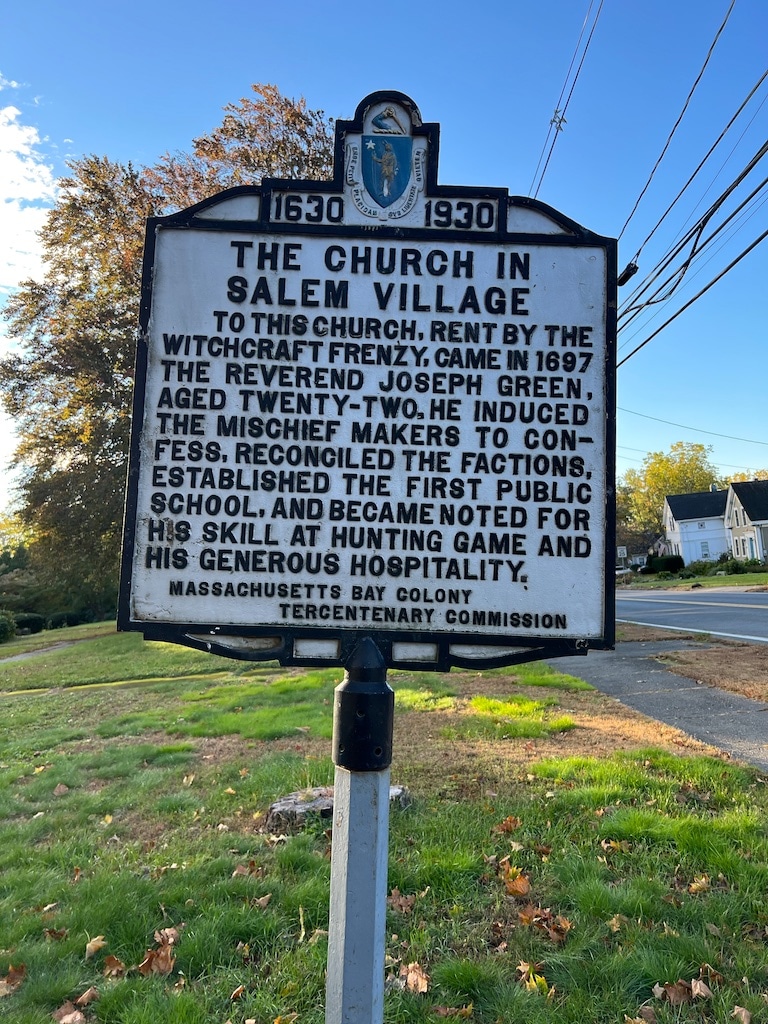 1630 1930
THE CHURCH IN
SALEM VILLAGE
TO THIS CHURCH, RENT BY THE
WITCHCRAFT FRENZY, CAME IN 1697
THE REVEREND JOSEPH GREEN,
AGED TWENTY-TWO. HE INDUCED
THE MISCHIEF MAKERS TO CON-
FESS, RECONCILED THE FACTIONS,
ESTABLISHED THE FIRST PUBLIC
SCHOOL, AND BECAME NOTED FOR
HIS SKILL AT HUNTING GAME AND
HIS GENEROUS HOSPITALITY.
MASSACHUSETTS BAY COLONY
TERCENTENARY COMMISSION